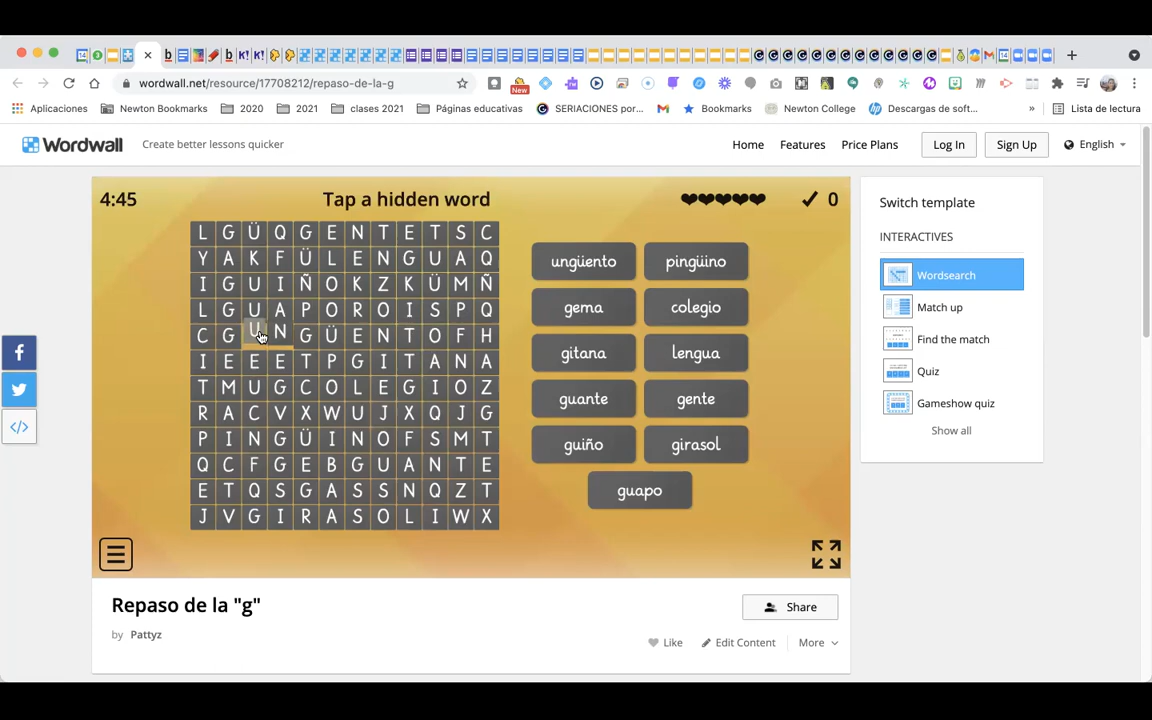 wordwall.net/resource/17708212/repaso-de-la-g
New
Aplicaciones
Newton Bookmarks
2020
2021
clases 2021
Páginas educativas
SERIACIONES por...
Bookmarks
Newton College
Descargas de soft...
»
Lista de lectura
Wordwall
Create better lessons quicker
Home
Features
Price Plans
Log In
Sign Up
English
4:45
Tap a hidden word
0
L G Ü Q G E N T E T S C
Y A K F Ü L E N G U A Q
I G U I Ñ O K Z K Ü M Ñ
L G U A P O R O I S P Q
C G U N G Ü E N T O F H
I E E E T P G I T A N A
T M U G C O L E G I O Z
R A C V X W U J X Q J G
P I N G Ü I N O F S M T
Q C F G E B G U A N T E
E T Q S G A S S N Q Z T
J V G I R A S O L I W X
ungüento
pingüino
gema
colegio
gitana
lengua
guante
gente
guiño
girasol
guapo
Switch template
INTERACTIVES
Wordsearch
Match up
Find the match
Quiz
Gameshow quiz
Show all
Repaso de la "g"
by Pattyz
Share
Like
Edit Content
More